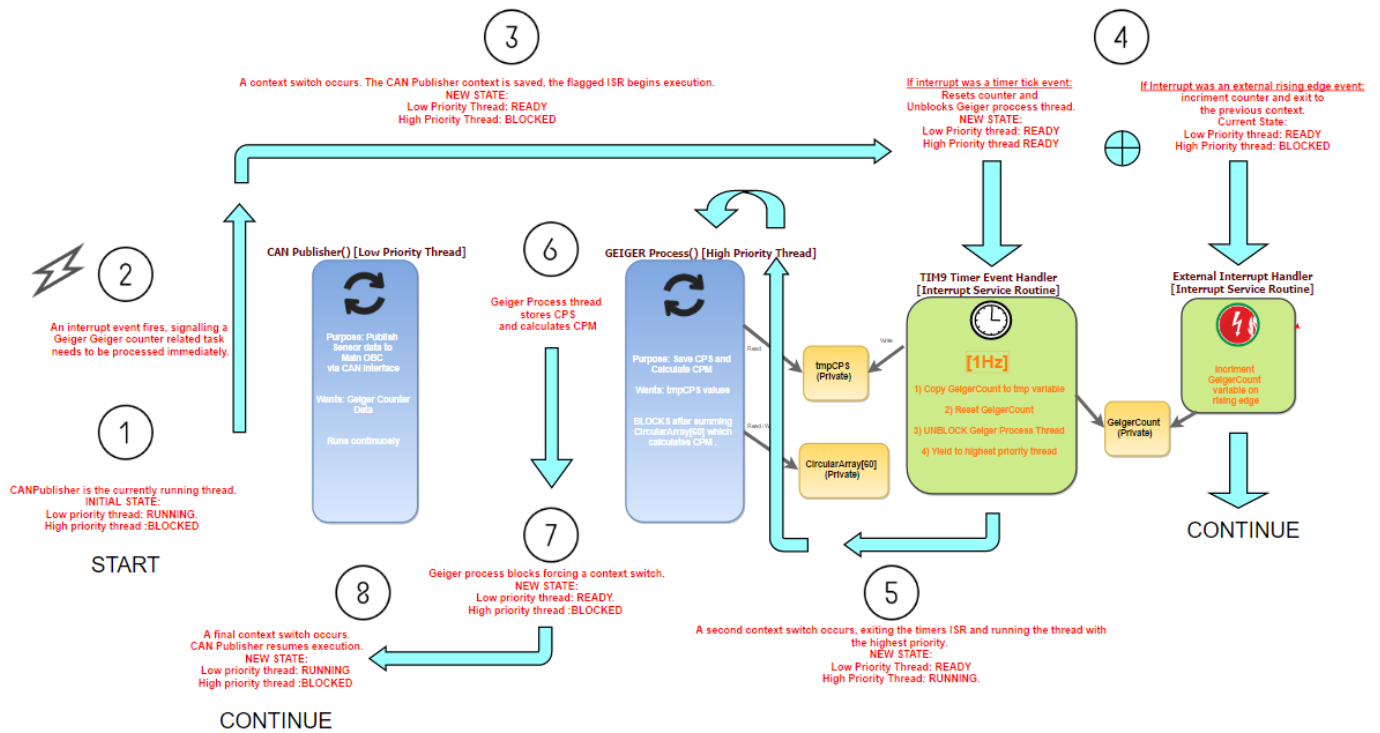 3
A context switch occurs. The CAN Publisher context is saved, the flagged ISR begins execution.
NEW STATE:
Low Priority Thread: READY
High Priority Thread: BLOCKED
4
If interrupt was a timer tick event:
Resets counter and
Unblocks Geiger proccess thread.
NEW STATE:
Low Priority thread: READY
High Priority thread READY
If Interrupt was an external rising edge event:
incriment counter and exit to
the previous context.
Current State:
Low Priority thread: READY
High Priority thread: BLOCKED
2
An interrupt event fires, signalling a
Geiger Geiger counter related task
needs to be processed immediately.
1
CANPublisher is the currently running thread.
INITIAL STATE:
Low priority thread: RUNNING.
High priority thread :BLOCKED
START
CAN Publisher() [Low Priority Thread]
Purpose: Publish
Sensor data to
Main OBC
via CAN Interface
Wants: Geiger Counter
Data
Runs continuosly
6
Geiger Process thread
stores CPS
and calculates CPM
GEIGER Process() [High Priority Thread]
Purpose: Save CPS and
Calculate CPM
Wants: tmpCPS values
BLOCKS after summing
CircularArray[60] which
calculates CPM .
Read
Write
tmpCPS
(Private)
Read / W
CircularArray[60]
(Private)
TIM9 Timer Event Handler
[Interrupt Service Routine]
[1Hz]
1) Copy GeigerCount to tmp variable
2) Reset GeigerCount
3) UNBLOCK Geiger Process Thread
4) Yield to highest priority thread
GeigerCount
(Private)
External Interrupt Handler
[Interrupt Service Routine]
Incriment
GeigerCount
variable on
rising edge
CONTINUE
7
Geiger process blocks forcing a context switch.
NEW STATE:
Low priority thread: READY.
High priority thread :BLOCKED
8
A final context switch occurs.
CAN Publisher resumes execution.
NEW STATE:
Low priority thread: RUNNING
High priority thread :BLOCKED
CONTINUE
5
A second context switch occurs, exiting the timers ISR and running the thread with
the highest priority.
NEW STATE:
Low Priority Thread: READY
High Priority Thread: RUNNING.